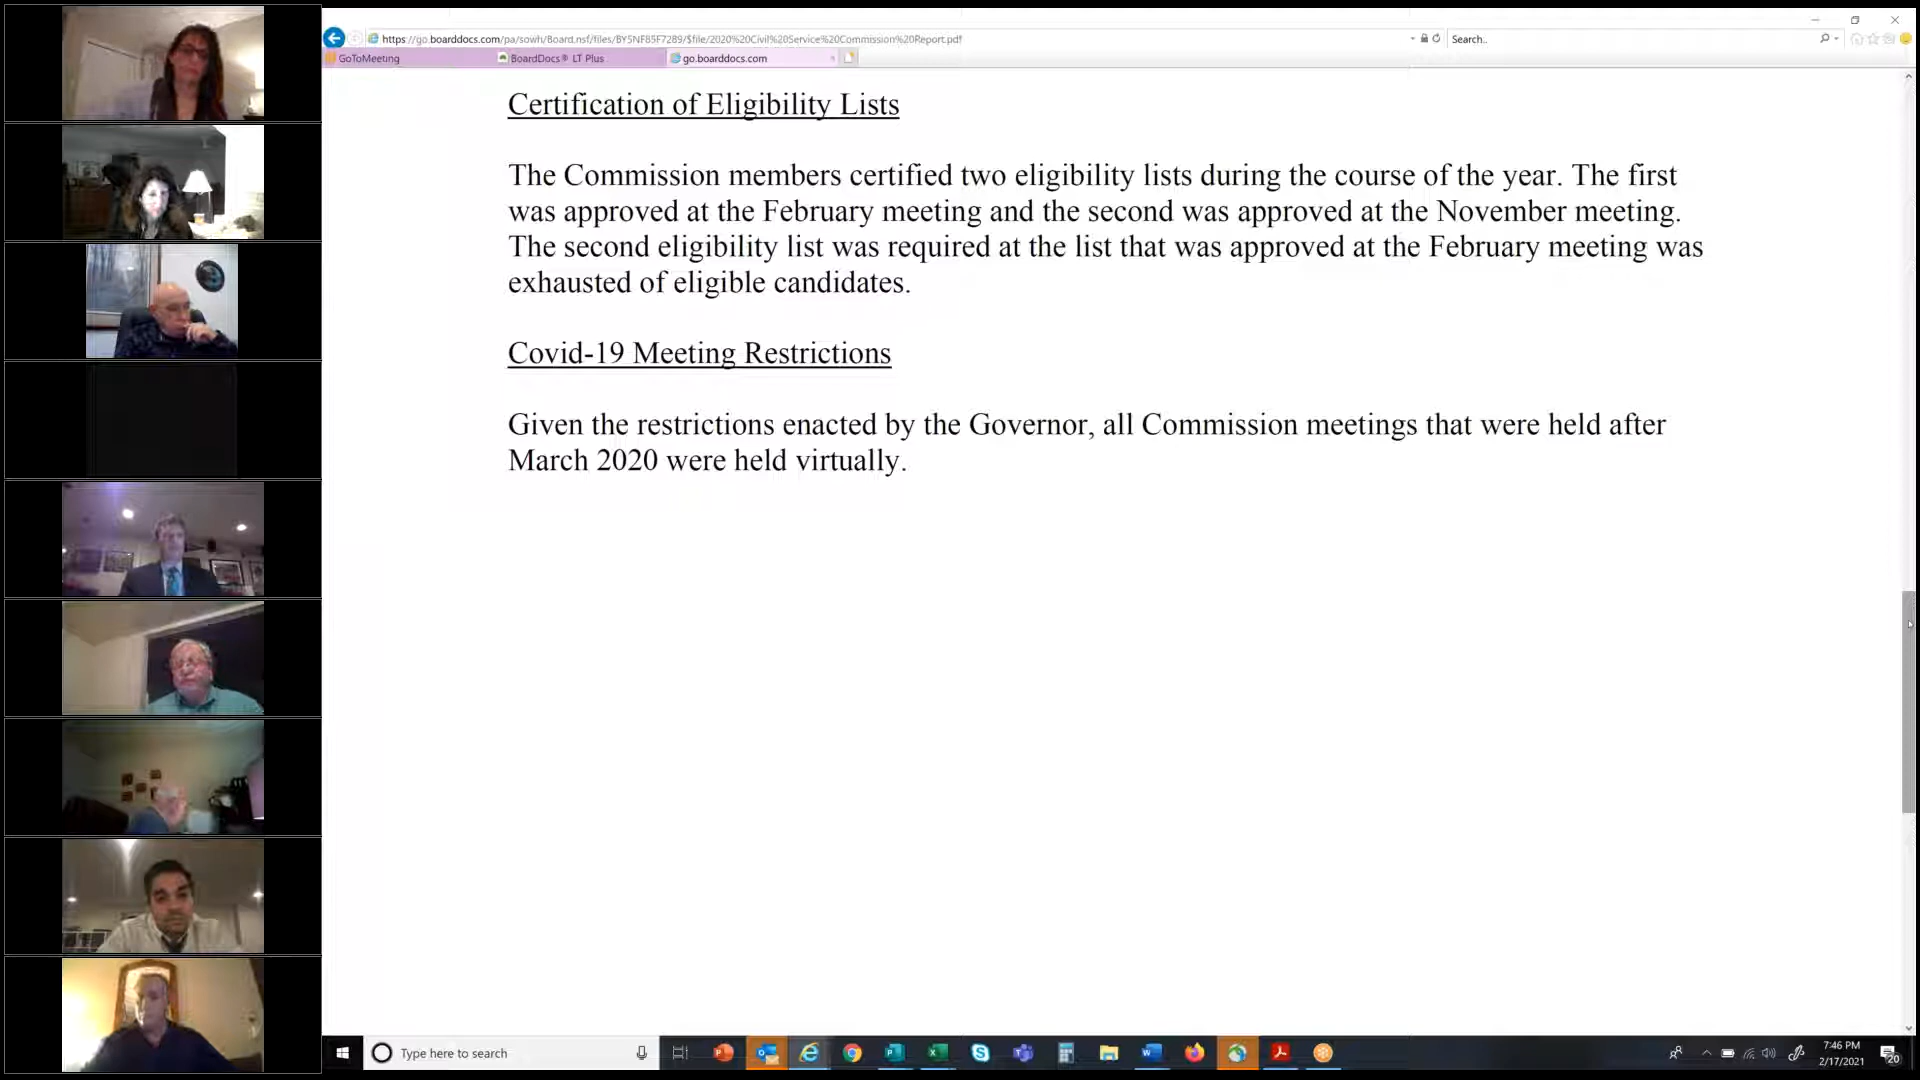 https://go.boarddocs.com/pa/sowh/Board.nsf/files/BY5NF85F7289/$file/2020%20Civil%20Service%20Commission%20Report.pdf
Search..
GoToMeeting
BoardDocs® LT Plus
go.boarddocs.com
Certification of Eligibility Lists
The Commission members certified two eligibility lists during the course of the year. The first
was approved at the February meeting and the second was approved at the November meeting.
The second eligibility list was required at the list that was approved at the February meeting was
exhausted of eligible candidates.
Covid-19 Meeting Restrictions
Given the restrictions enacted by the Governor, all Commission meetings that were held after
March 2020 were held virtually.
Type here to search
7:46 PM
2/17/2021
20